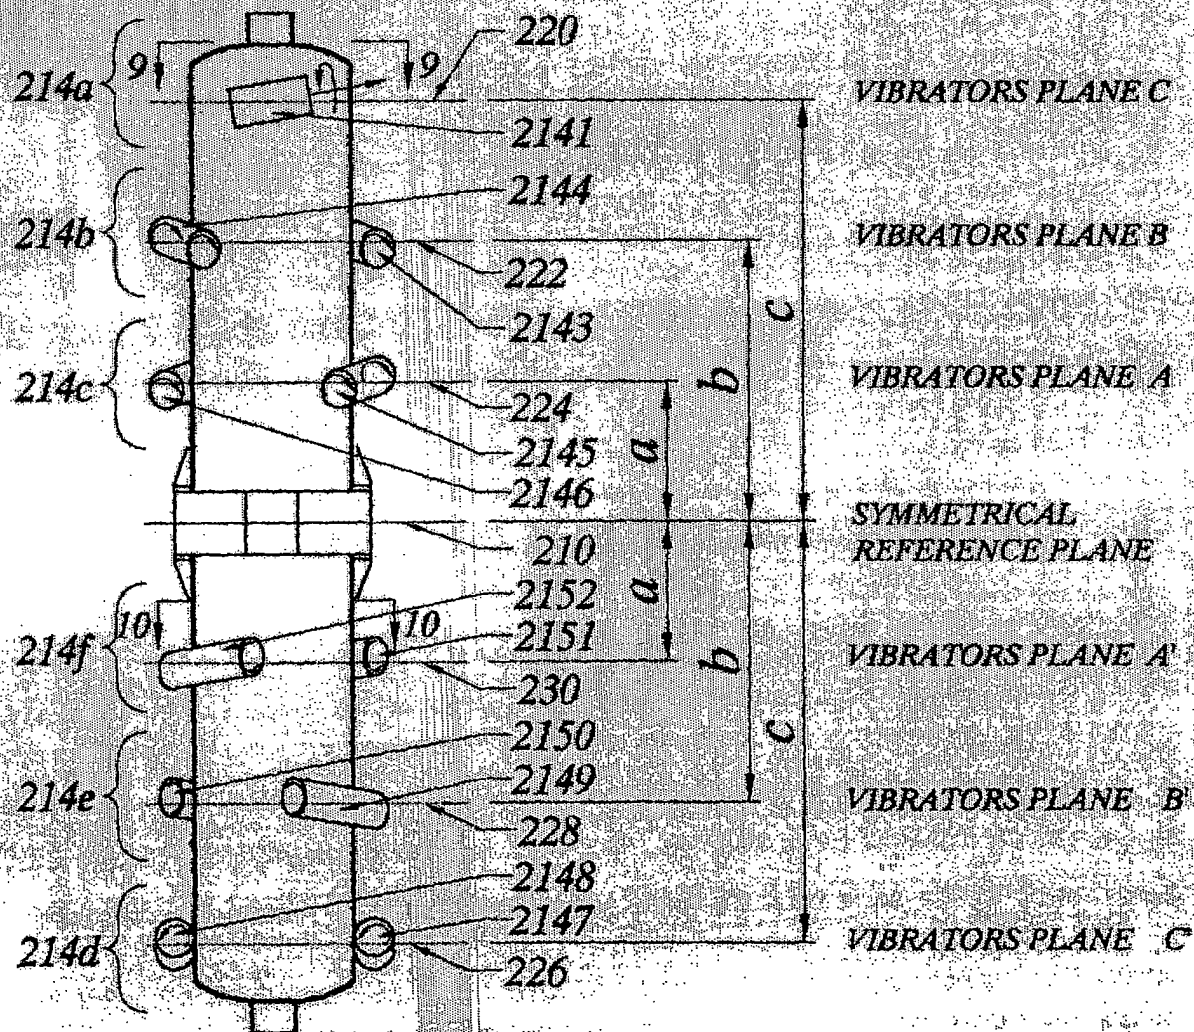 220
9 9
214a
VIBRATORS PLANE C
2141
2144
214b
VIBRATORS PLANE B
222
c
2143
214c
b
VIBRATORS PLANE A
224
a
2145
2146
SYMMETRICAL
REFERENCE PLANE
210
2152
a
10 10
2151
214f
b
VIBRATORS PLANE A'
230
c
2150
2149
214e
VIBRATORS PLANE B'
228
2148
2147
214d
VIBRATORS PLANE C'
226